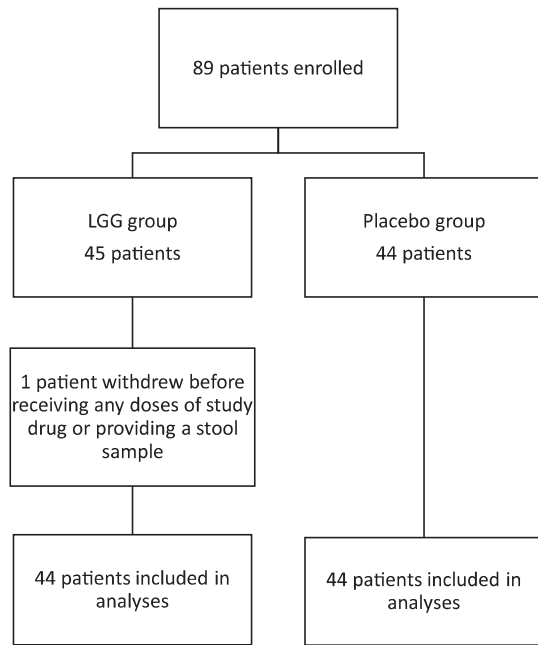 89 patients enrolled
LGG group
45 patients
Placebo group
44 patients
1 patient withdrew before
receiving any doses of study
drug or providing a stool
sample
44 patients included in
analyses
44 patients included in
analyses